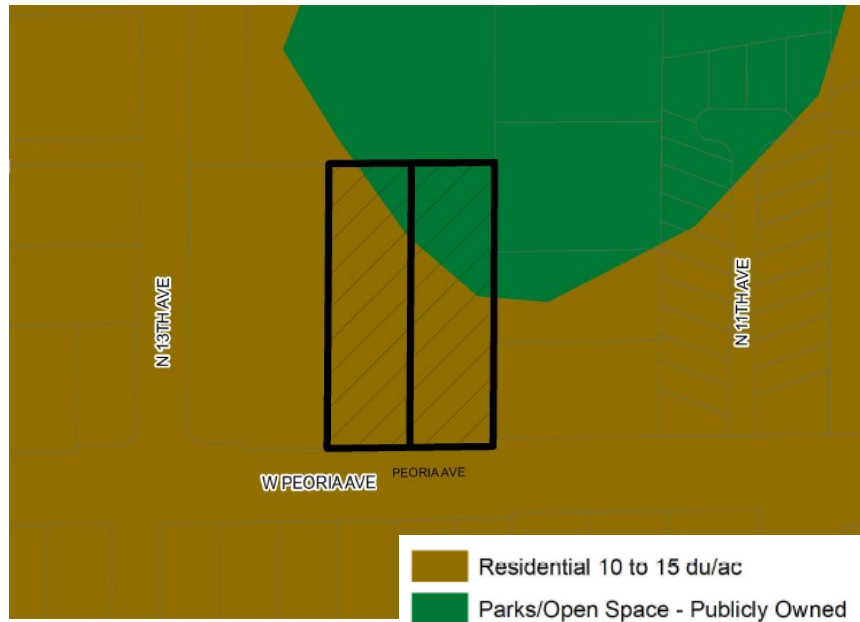 N 13TH AVE
N 11TH AVE
W PEORIA AVE
PEORIA AVE
Residential 10 to 15 du/ac
Parks/Open Space - Publicly Owned